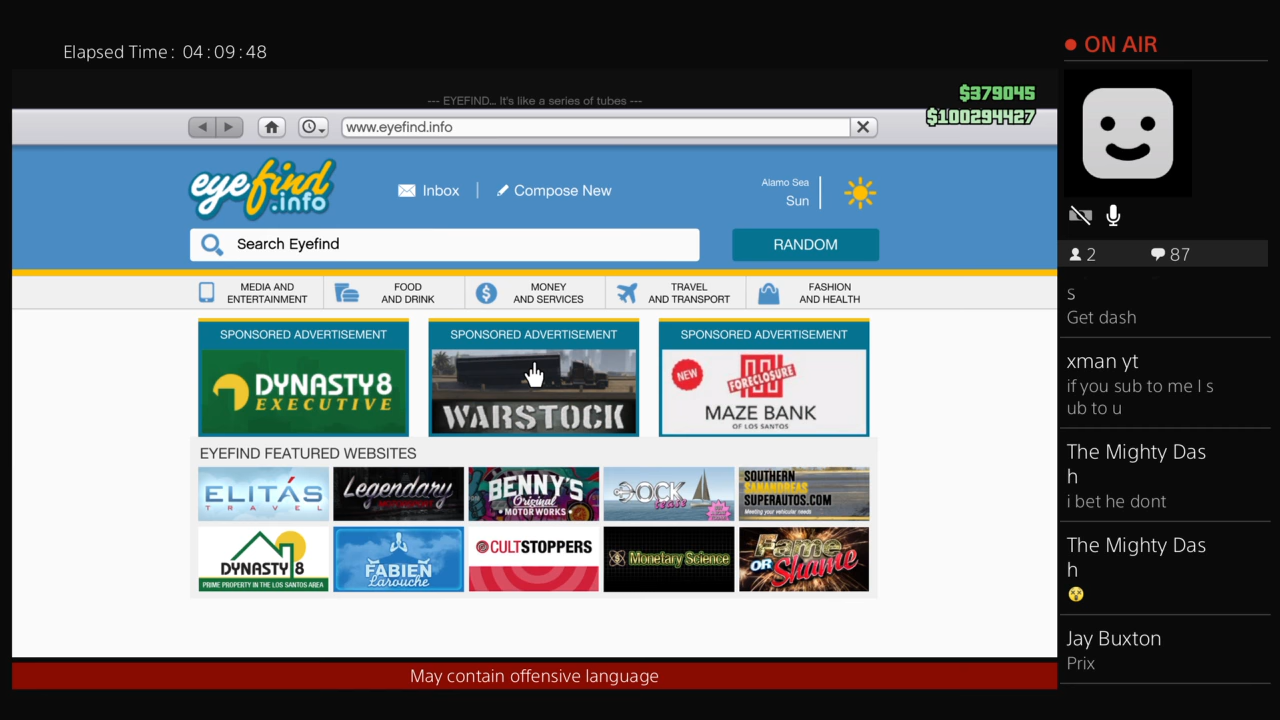 Elapsed Time: 04:09:48
ON AIR
--- EYEFIND... It's like a series of tubes ---
$379045
$100294427
www.eyefind.info
eyefind
.info
Inbox
Compose New
Alamo Sea
Sun
Search Eyefind
RANDOM
MEDIA AND
ENTERTAINMENT
FOOD
AND DRINK
MONEY
AND SERVICES
TRAVEL
AND TRANSPORT
FASHION
AND HEALTH
SPONSORED ADVERTISEMENT
DYNASTY8
EXECUTIVE
SPONSORED ADVERTISEMENT
WARSTOCK
SPONSORED ADVERTISEMENT
NEW
FORECLOSURE
MAZE BANK
OF LOS SANTOS
EYEFIND FEATURED WEBSITES
ELITÁS
TRAVEL
Legendary
BENNY'S
Original
MOTOR WORKS
DOCK
tease
SOUTHERN
SANANDREAS
SUPERAUTOS.COM
Meeting your vehicular needs
DYNASTY 8
PRIME PROPERTY IN THE LOS SANTOS AREA
FABIEN
Larouche
CULTSTOPPERS
Monetary Science
Fame
OR
Shame
May contain offensive language
2
87
s
Get dash
xman yt
if you sub to me I s
ub to u
The Mighty Das
h
i bet he dont
The Mighty Das
h
Jay Buxton
Prix